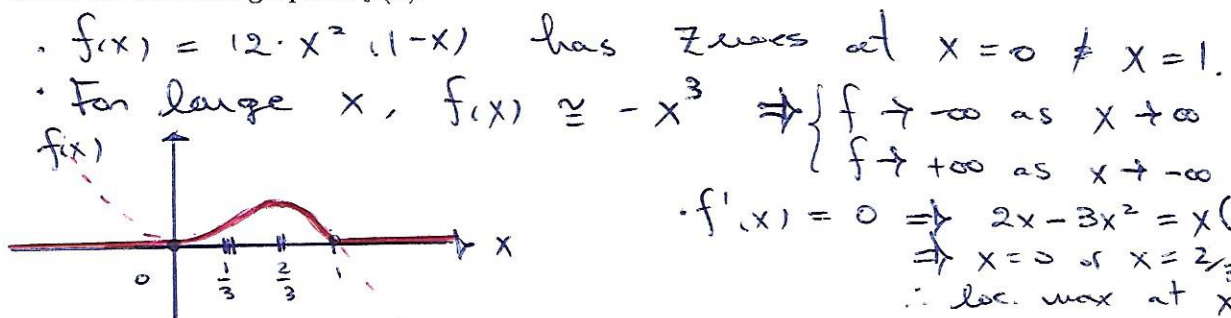 · f(x) = 12·x² (1-x) has zeroes at x = 0 & x = 1.
· For large x, f(x) ≅ -x³ ⇒ { f → -∞ as x → ∞
f → +∞ as x → -∞
f(x)
· f'(x) = 0 ⇒ 2x - 3x² = x(
⇒ x = 0 or x = 2/3
∴ loc. max at x
x
0 1/3 2/3 1